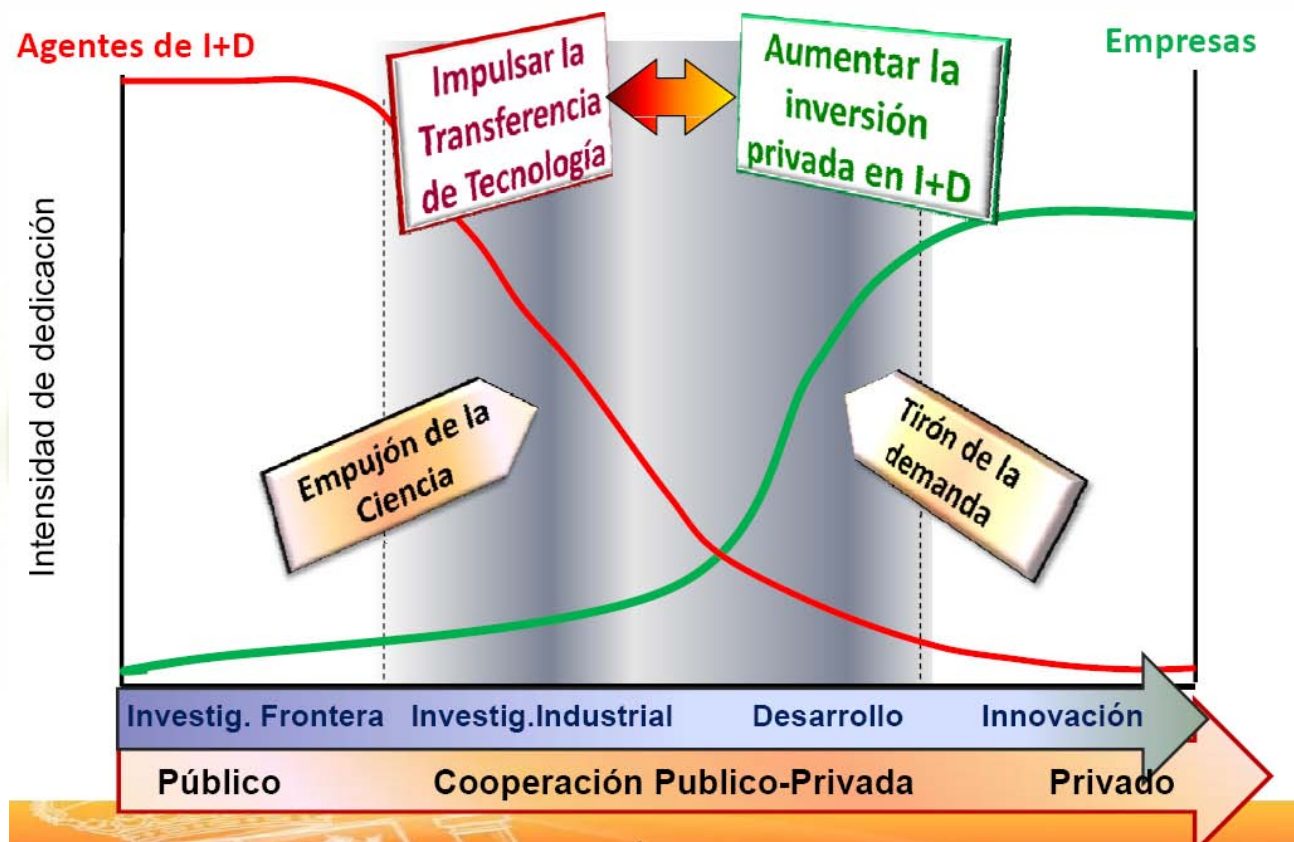 Agentes de I+D
Impulsar la
Transferencia
de Tecnología
Aumentar la
inversión
privada en I+D
Empresas
Intensidad de dedicación
Empujón de la
Ciencia
Tirón de la
demanda
Investig. Frontera
Investig.Industrial
Desarrollo
Innovación
Público
Cooperación Publico-Privada
Privado